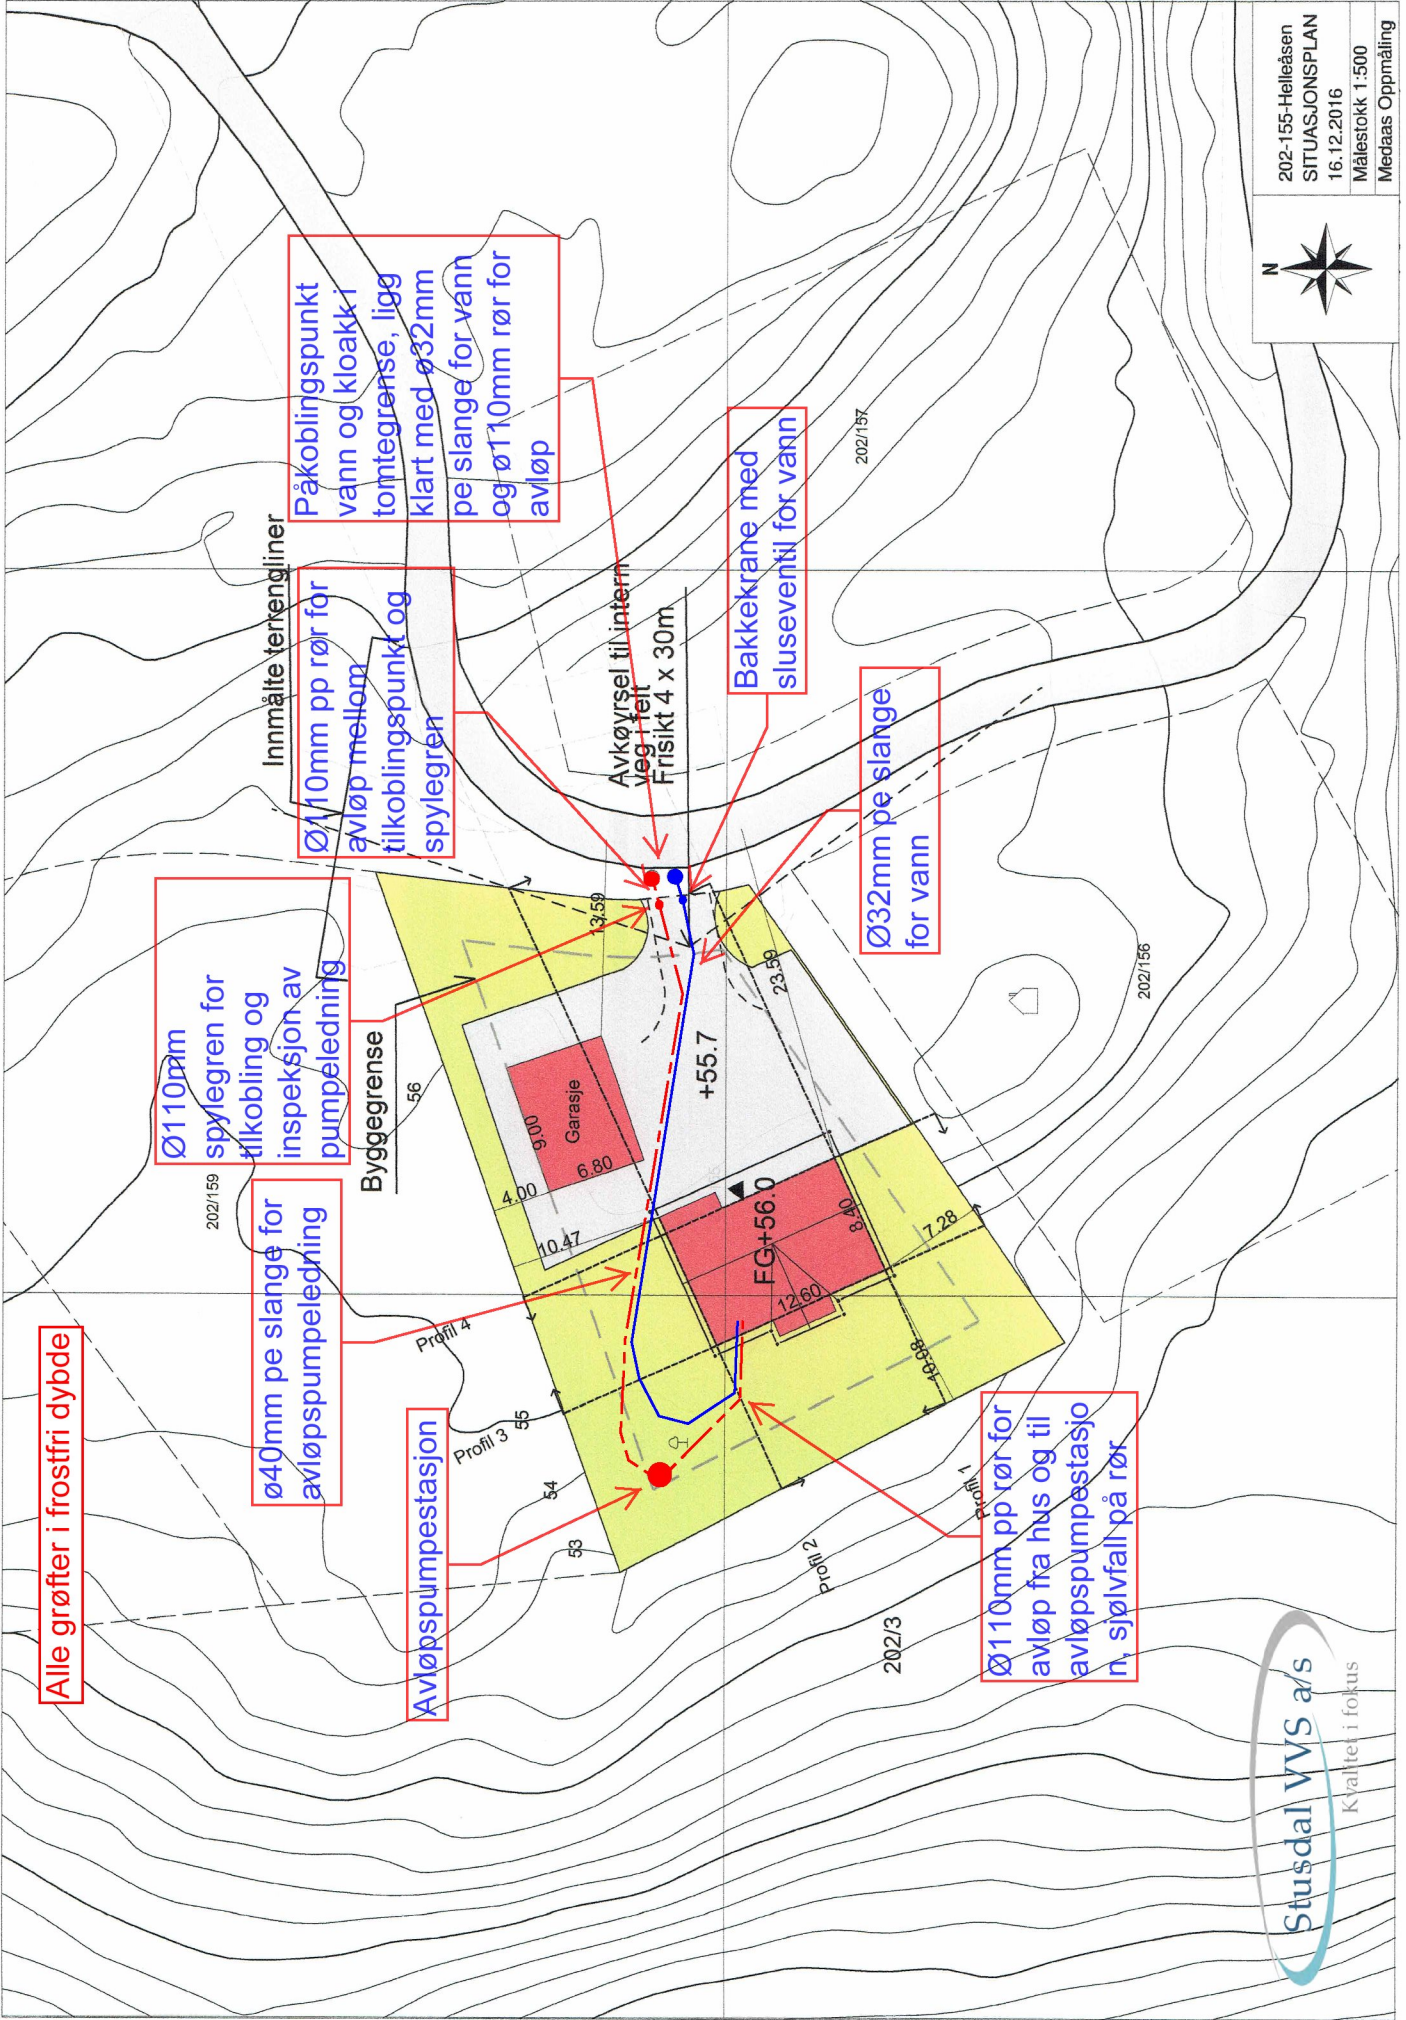 Alle grøfter i frostfri dybde
Ø110mm
spylegren for
tilkobling og
inspeksjon av
pumpeledning
202/159
ø40mm pe slange for
avløpspumpeledning
Innmålte terrengliner
Påkoblingspunkt
vann og kloakk i
tomtegrense, ligg
klart med ø32mm
pe slange for vann
og ø110mm rør for
avløp
Ø110mm pp rør for
avløp mellom
tilkoblingspunkt og
spylegren
Byggegrense
56
Avløpspumpestasjon
Profil 4
Profil 3
55
54
53
4.00
9.00
6.80
Garasje
10.47
13.59
Avkøyrsel til intern
veg i felt
Frisikt 4 x 30m
+55.7
FG+56.0
12.60
8.40
7.28
10.08
23.59
Bakkekrane med
sluseventil for vann
202/157
Ø32mm pe slange
for vann
Profil 2
Profil 1
202/3
Ø110mm pp rør for
avløp fra hus og til
avløpspumpestasjo
n, sjølvfall på rør
202/156
N
202-155-Helleåsen
SITUASJONSPLAN
16.12.2016
Målestokk 1:500
Medaas Oppmåling
Stusdal VVS a/s
Kvalitet i fokus